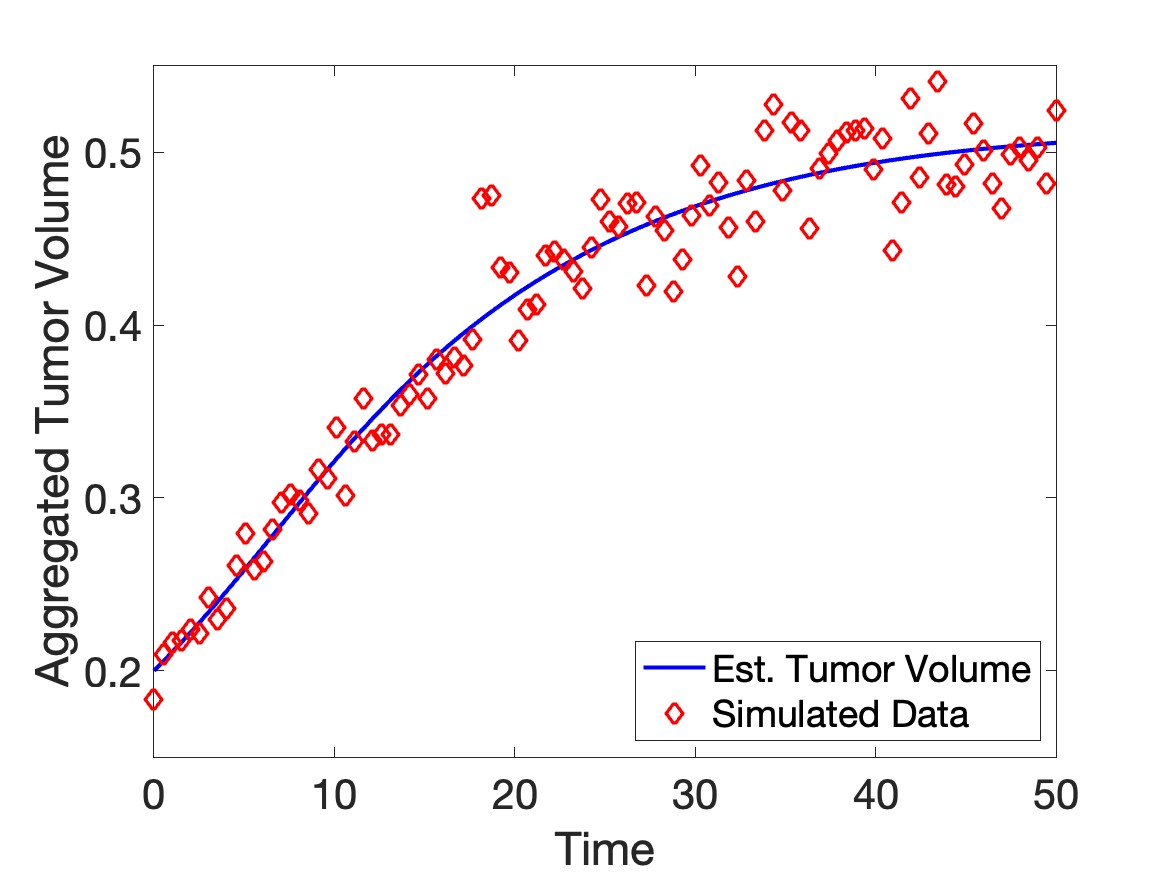 Aggregated Tumor Volume
0.5
0.4
0.3
0.2
Est. Tumor Volume
Simulated Data
0 10 20 30 40 50
Time